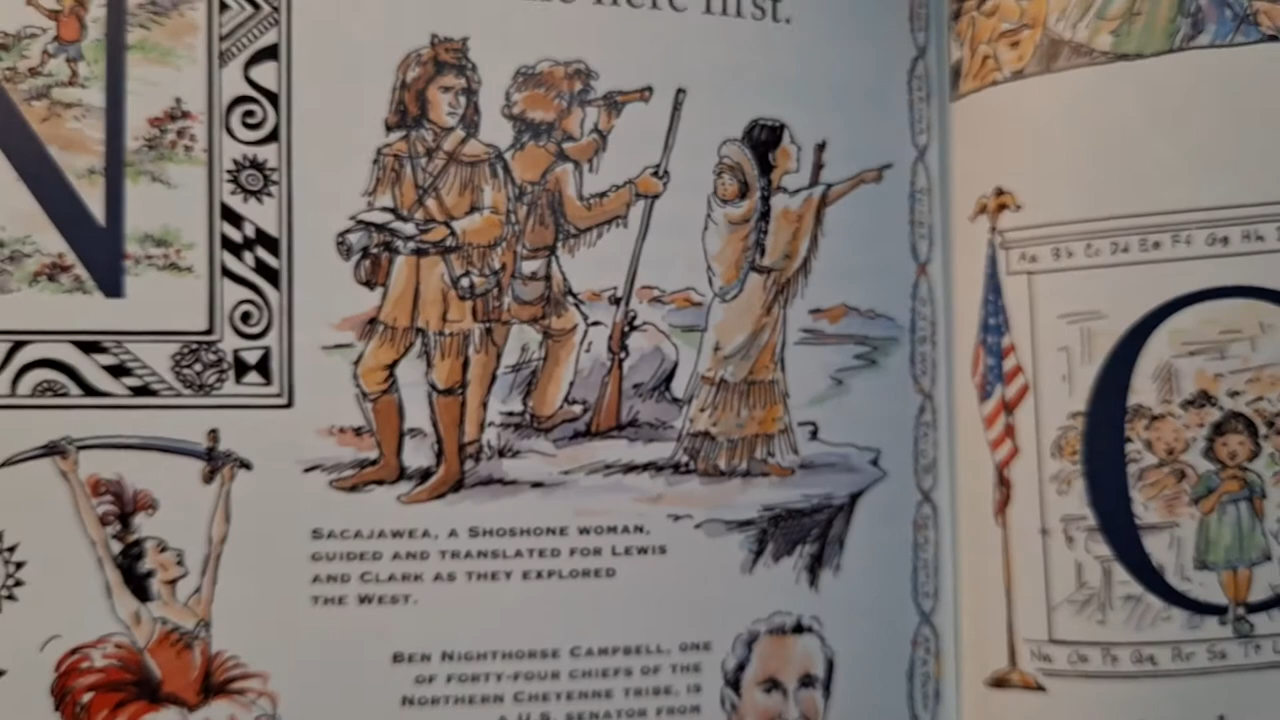 here first.
N
SACAJAWEA, A SHOSHONE WOMAN,
GUIDED AND TRANSLATED FOR LEWIS
AND CLARK AS THEY EXPLORED
THE WEST.
BEN NIGHTHORSE CAMPBELL, ONE
OF FORTY-FOUR CHIEFS OF THE
NORTHERN CHEYENNE TRIBE, IS
A U.S. SENATOR FROM
Aa Bb Cc Dd Ee Ff Gg Hh
Nn Oo Pp Qq Rr Ss Tt